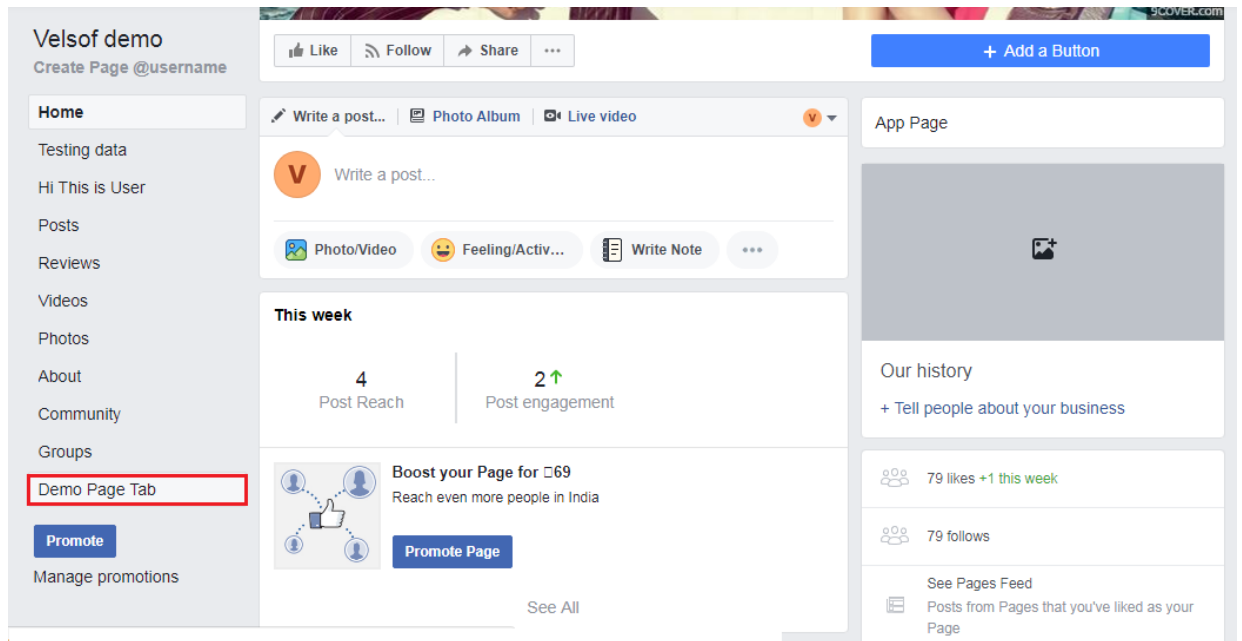 9COVER.com
Velsof demo
Create Page @username
Like
Follow
Share
+ Add a Button
Home
Testing data
Hi This is User
Posts
Reviews
Videos
Photos
About
Community
Groups
Demo Page Tab
Promote
Manage promotions
Write a post...
Photo Album
Live video
V
V
Write a post...
Photo/Video
Feeling/Activ...
Write Note
This week
4
Post Reach
2
Post engagement
Boost your Page for 69
Reach even more people in India
Promote Page
See All
App Page
Our history
+ Tell people about your business
79 likes +1 this week
79 follows
See Pages Feed
Posts from Pages that you've liked as your
Page